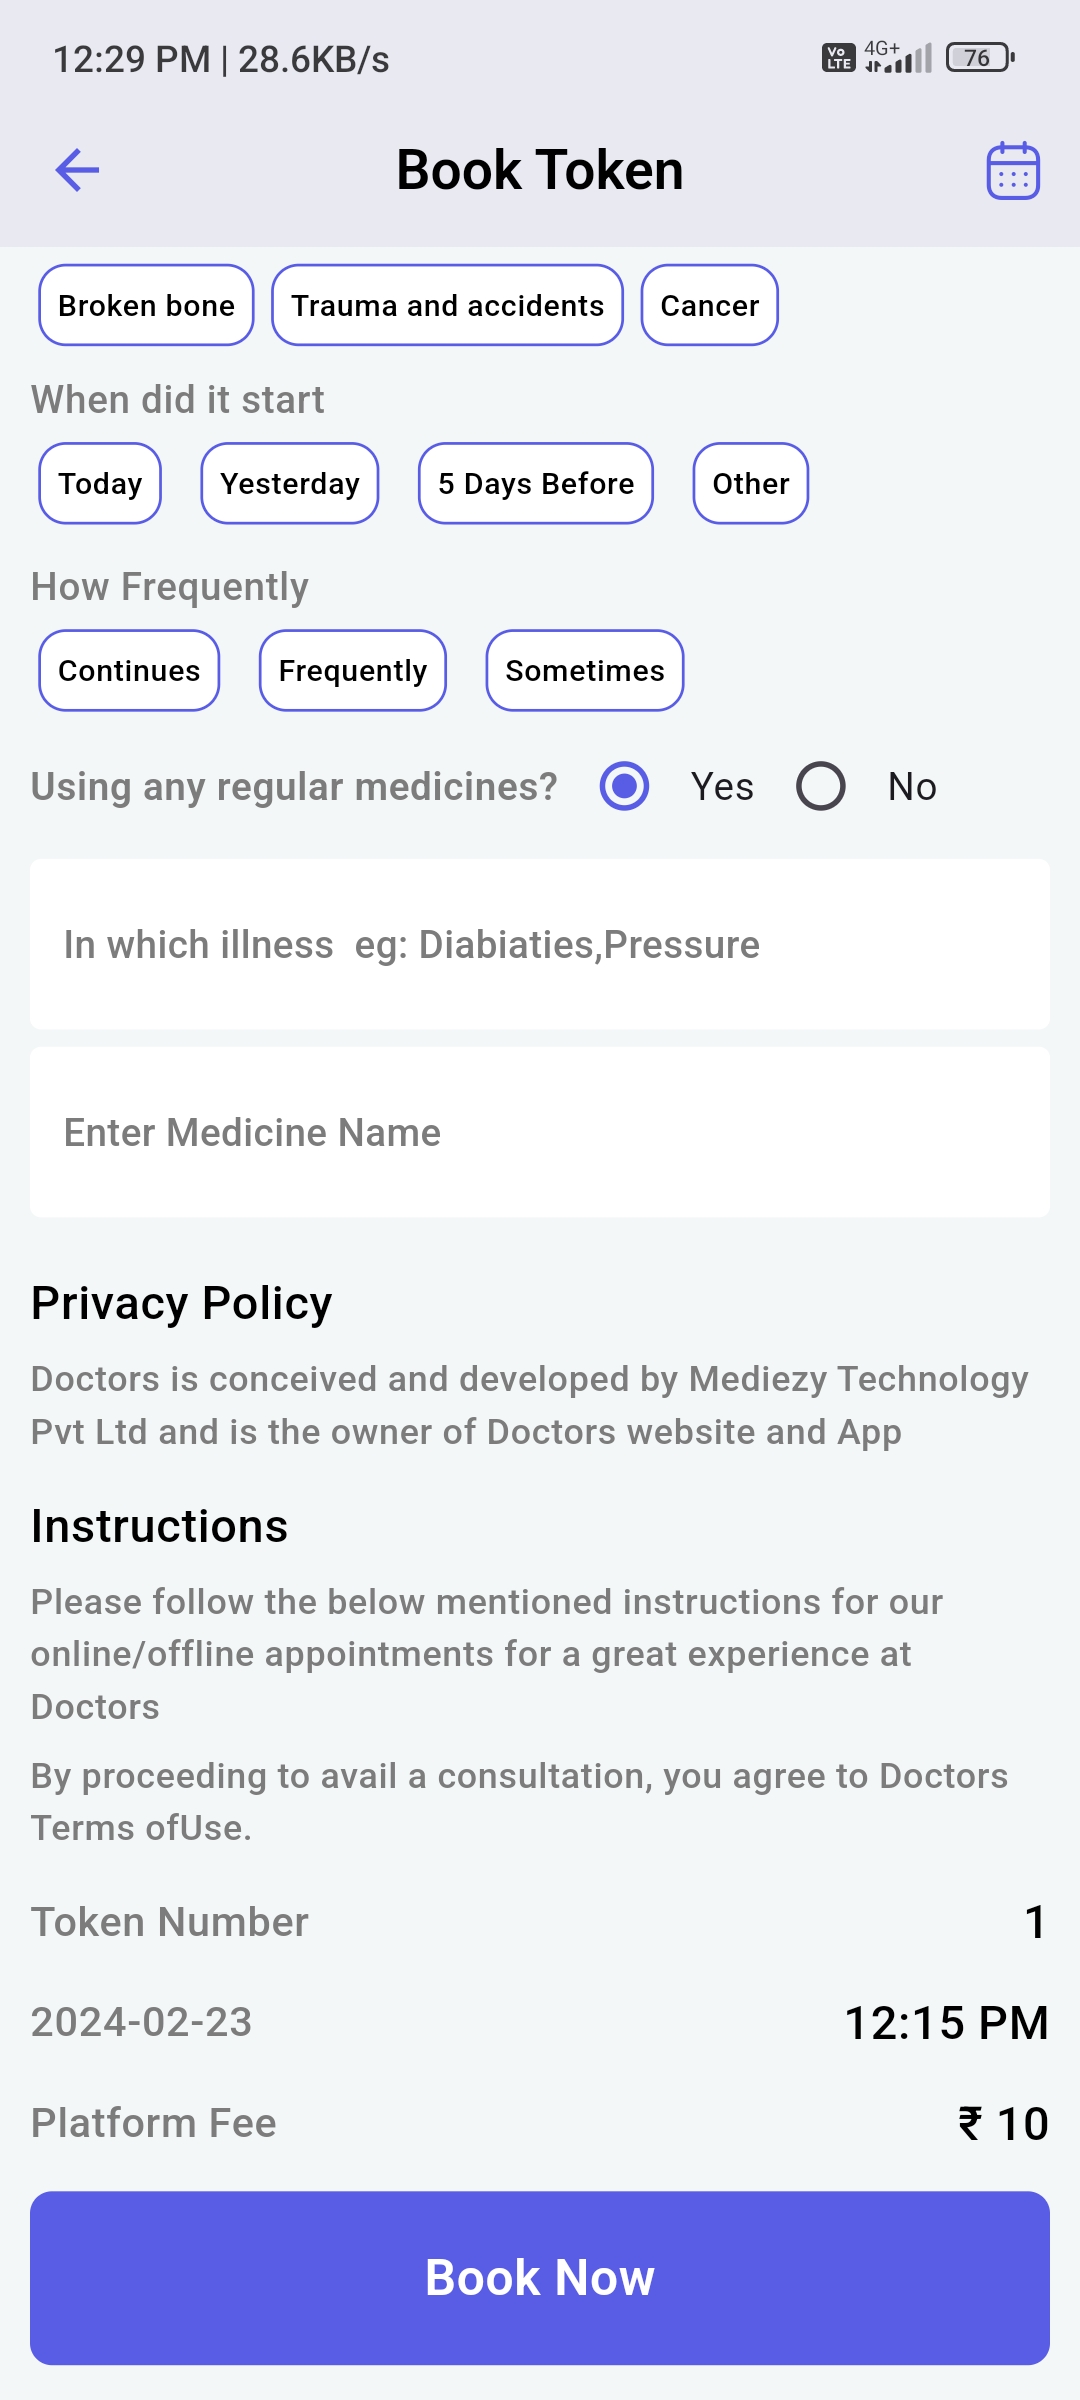 12:29 PM | 28.6KB/s
Vo LTE 4G+ 76
Book Token
Broken bone Trauma and accidents Cancer
When did it start
Today Yesterday 5 Days Before Other
How Frequently
Continues Frequently Sometimes
Using any regular medicines? Yes No
In which illness  eg: Diabiaties,Pressure
Enter Medicine Name
Privacy Policy
Doctors is conceived and developed by Mediezy Technology
Pvt Ltd and is the owner of Doctors website and App
Instructions
Please follow the below mentioned instructions for our
online/offline appointments for a great experience at
Doctors
By proceeding to avail a consultation, you agree to Doctors
Terms ofUse.
Token Number 1
2024-02-23 12:15 PM
Platform Fee ₹ 10
Book Now